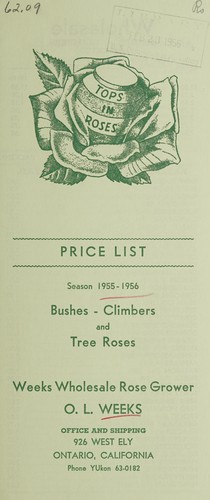 62.09
TOPS
IN
ROSES
PRICE LIST
Season 1955-1956
Bushes - Climbers
and
Tree Roses
Weeks Wholesale Rose Grower
O. L. WEEKS
OFFICE AND SHIPPING
926 WEST ELY
ONTARIO, CALIFORNIA
Phone YUkon 63-0182